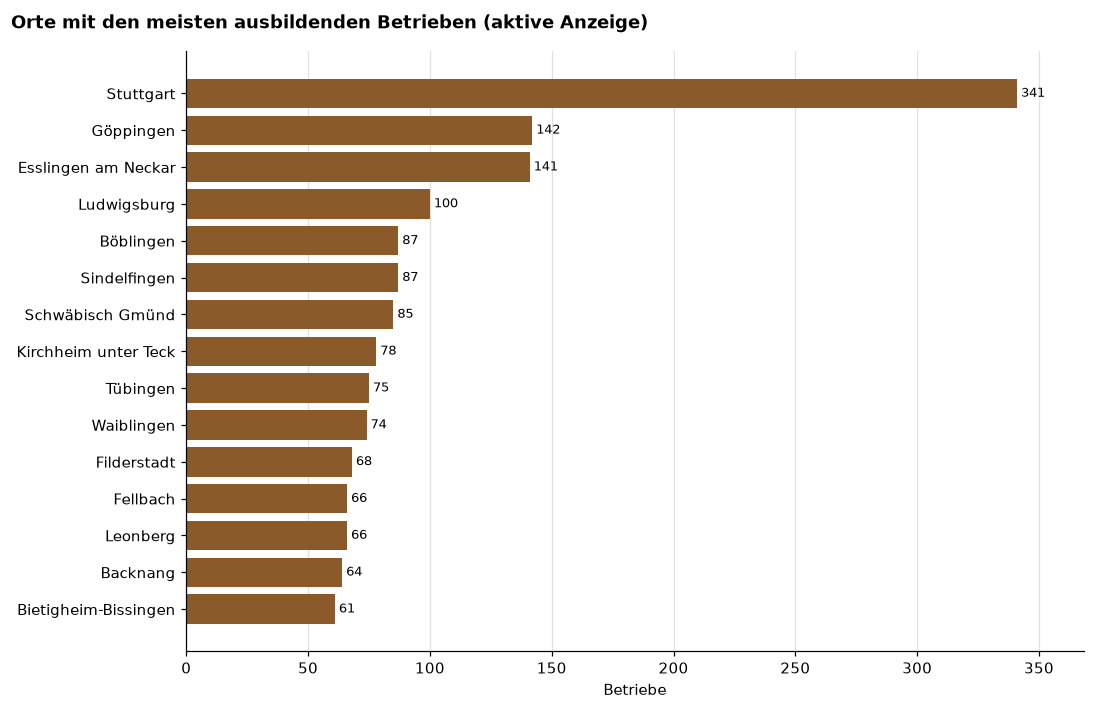 Orte mit den meisten ausbildenden Betrieben (aktive Anzeige)
Stuttgart 341
Göppingen 142
Esslingen am Neckar 141
Ludwigsburg 100
Böblingen 87
Sindelfingen 87
Schwäbisch Gmünd 85
Kirchheim unter Teck 78
Tübingen 75
Waiblingen 74
Filderstadt 68
Fellbach 66
Leonberg 66
Backnang 64
Bietigheim-Bissingen 61
0 50 100 150 200 250 300 350
Betriebe